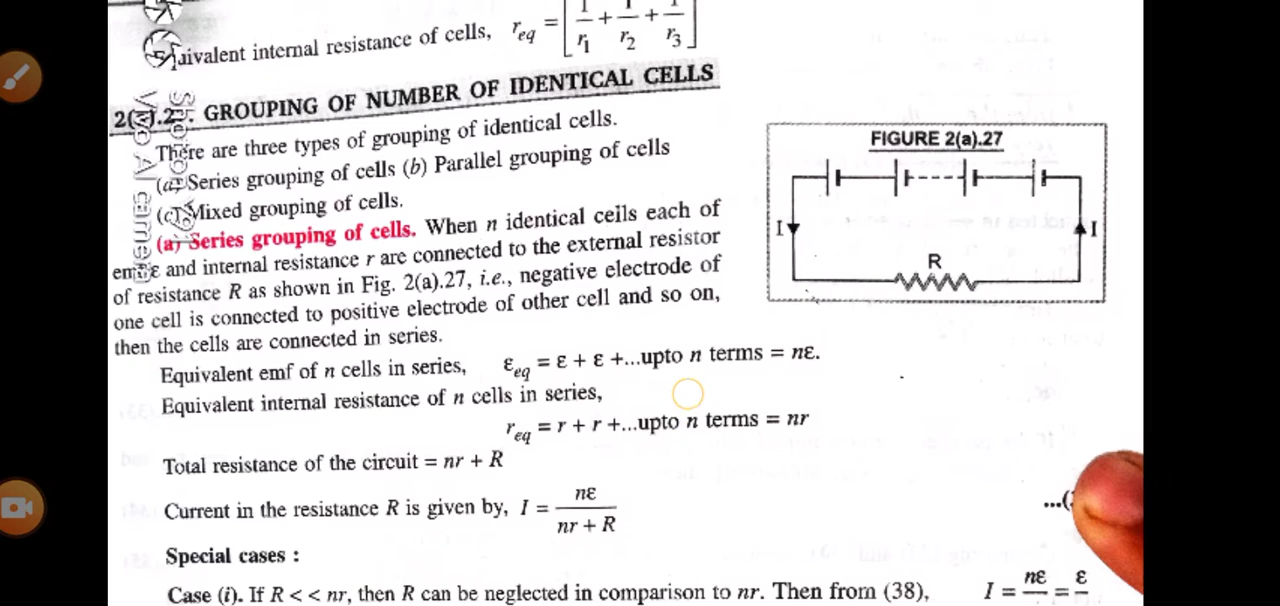 uivalent internal resistance of cells, r_eq = [1/r₁ + 1/r₂ + 1/r₃]
GROUPING OF NUMBER OF IDENTICAL CELLS
There are three types of grouping of identical cells.
(a) Series grouping of cells (b) Parallel grouping of cells
(c) Mixed grouping of cells.
(a) Series grouping of cells. When n identical cells each of
emf ε and internal resistance r are connected to the external resistor
of resistance R as shown in Fig. 2(a).27, i.e., negative electrode of
one cell is connected to positive electrode of other cell and so on,
then the cells are connected in series.
FIGURE 2(a).27
I
I
R
Equivalent emf of n cells in series, ε_eq = ε + ε +...upto n terms = nε.
Equivalent internal resistance of n cells in series,
r_eq = r + r +...upto n terms = nr
Total resistance of the circuit = nr + R
Current in the resistance R is given by, I = nε / (nr + R) ...(
Special cases :
Case (i). If R < < nr, then R can be neglected in comparison to nr. Then from (38), I = nε = ε